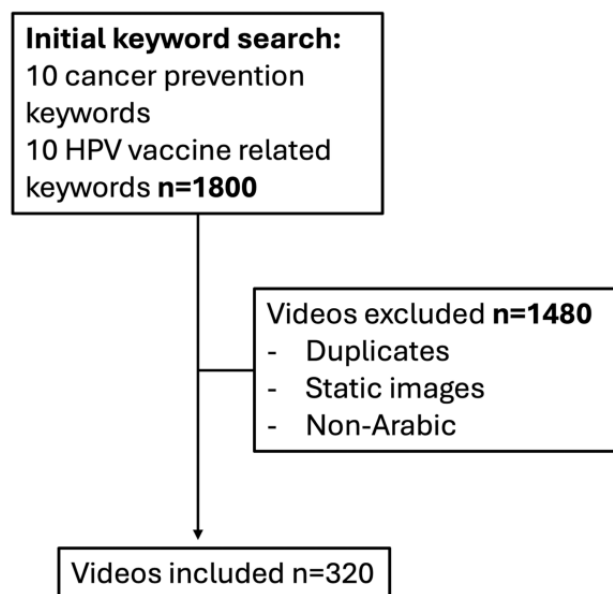 Initial keyword search:
10 cancer prevention
keywords
10 HPV vaccine related
keywords n=1800
Videos excluded n=1480
- Duplicates
- Static images
- Non-Arabic
Videos included n=320